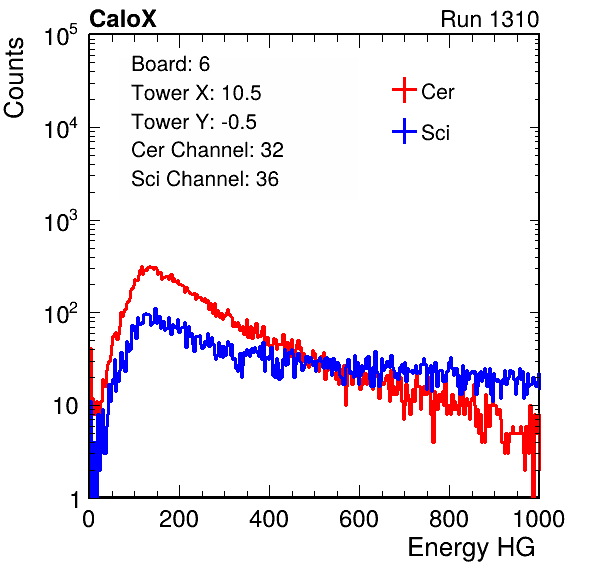 CaloX Run 1310
Counts
Board: 6
Tower X: 10.5
Tower Y: -0.5
Cer Channel: 32
Sci Channel: 36
Cer
Sci
10^5
10^4
10^3
10^2
10
1
0 200 400 600 800 1000
Energy HG